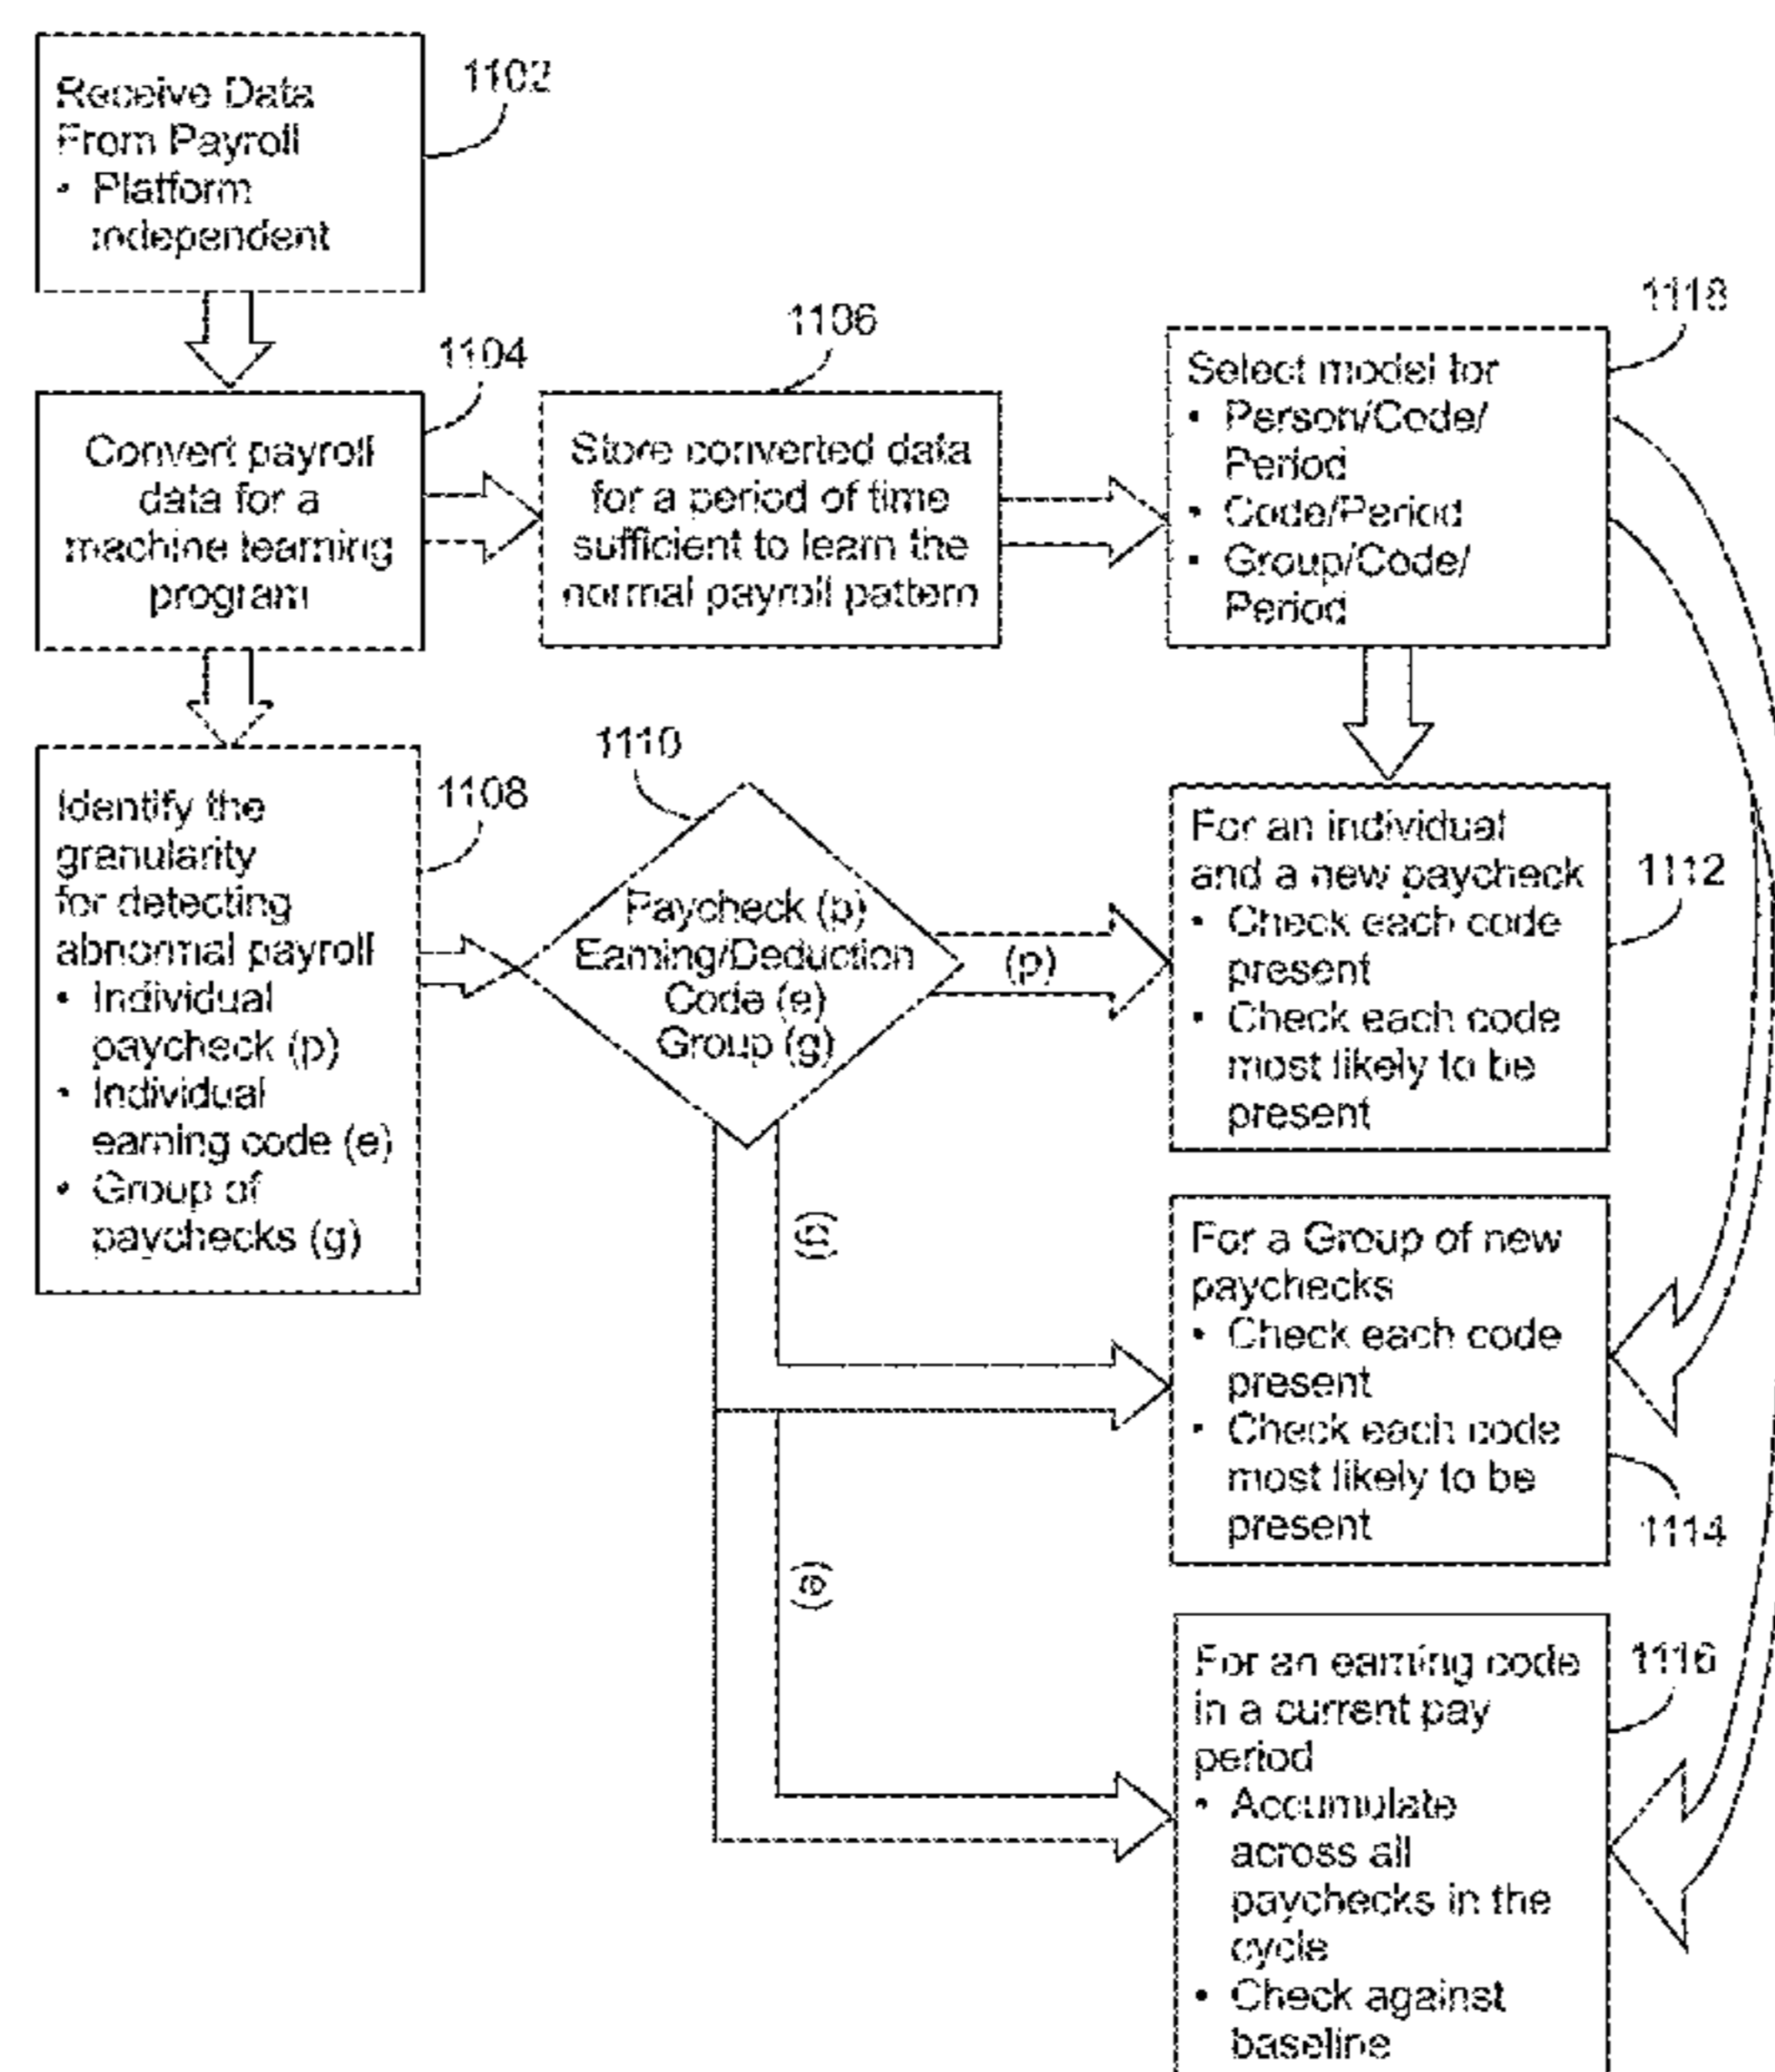 Receive Data
From Payroll
• Platform
independent
1102
Convert payroll
data for a
machine learning
program
1104
Store converted data
for a period of time
sufficient to learn the
normal payroll pattern
1106
Select model for
• Person/Code/
Period
• Code/Period
• Group/Code/
Period
1118
Identify the
granularity
for detecting
abnormal payroll
• Individual
paycheck (p)
• Individual
earning code (e)
• Group of
paychecks (g)
1108
1110
Paycheck (p)
Earning/Deduction
Code (e)
Group (g)
(p)
For an individual
and a new paycheck
• Check each code
present
• Check each code
most likely to be
present
1112
(g)
For a Group of new
paychecks
• Check each code
present
• Check each code
most likely to be
present
1114
(e)
For an earning code
in a current pay
period
• Accumulate
across all
paychecks in the
cycle
• Check against
baseline
1116